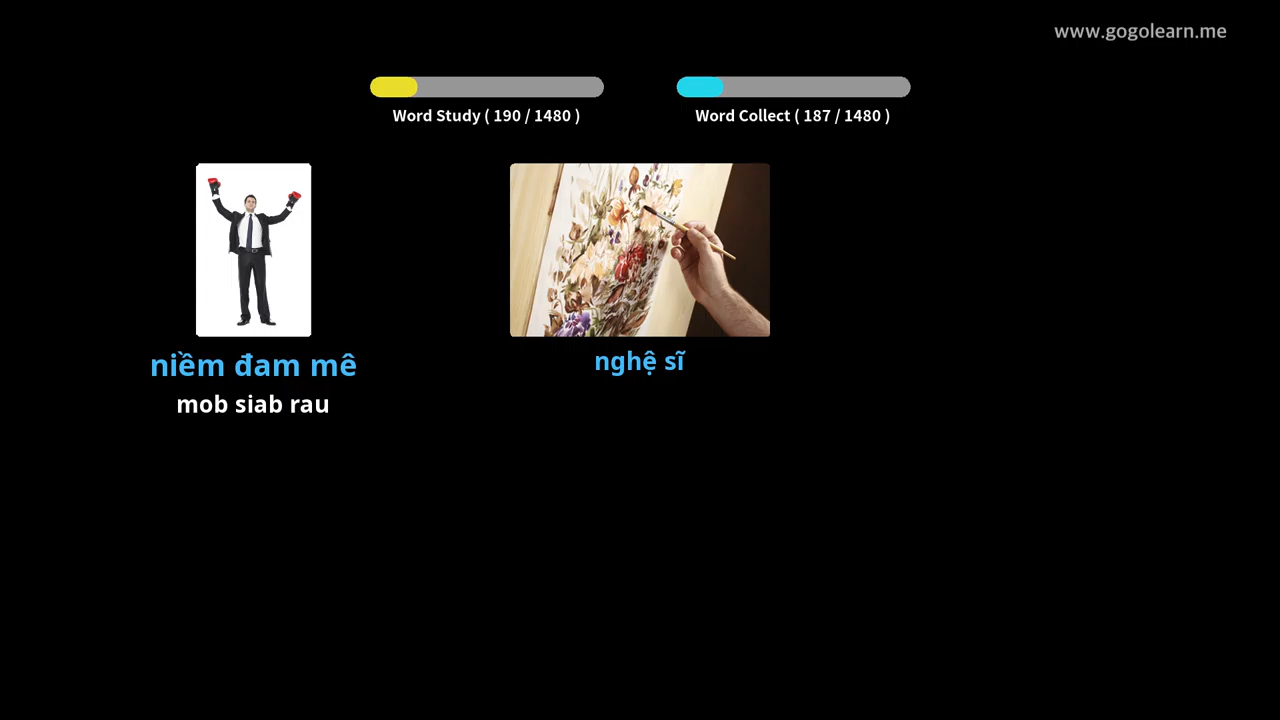 www.gogolearn.me
Word Study ( 190 / 1480 )
Word Collect ( 187 / 1480 )
niềm đam mê
mob siab rau
nghệ sĩ